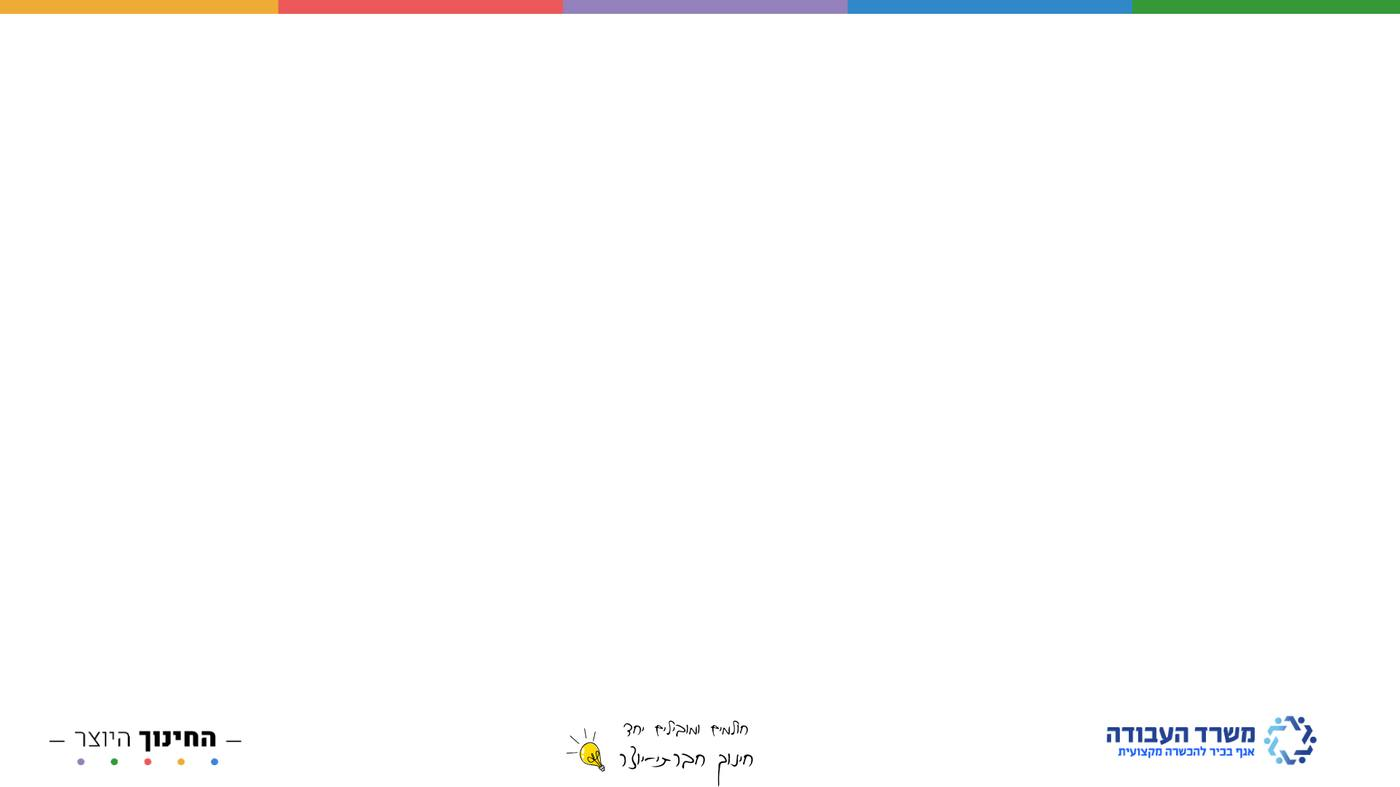 משרד העבודה
אגף בכיר להכשרה מקצועית
חולמים ומובילים יחד
חינוך חברתי-יוצר
— החינוך היוצר —